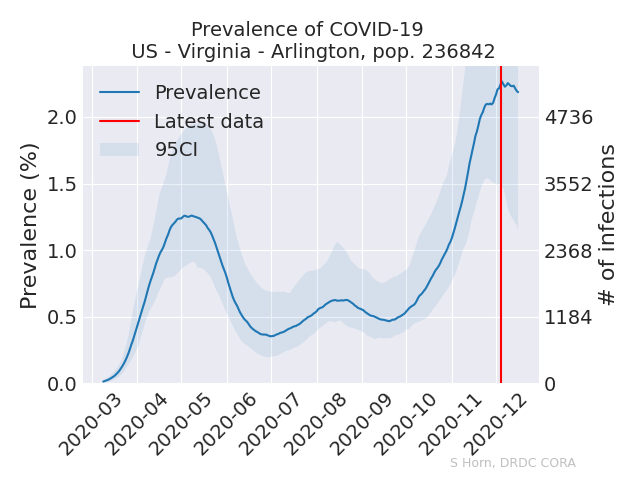 Prevalence of COVID-19
US - Virginia - Arlington, pop. 236842
Prevalence
Latest data
95CI
Prevalence (%)
2.0
1.5
1.0
0.5
0.0
4736
3552
2368
1184
0
# of infections
2020-03
2020-04
2020-05
2020-06
2020-07
2020-08
2020-09
2020-10
2020-11
2020-12
S Horn, DRDC CORA